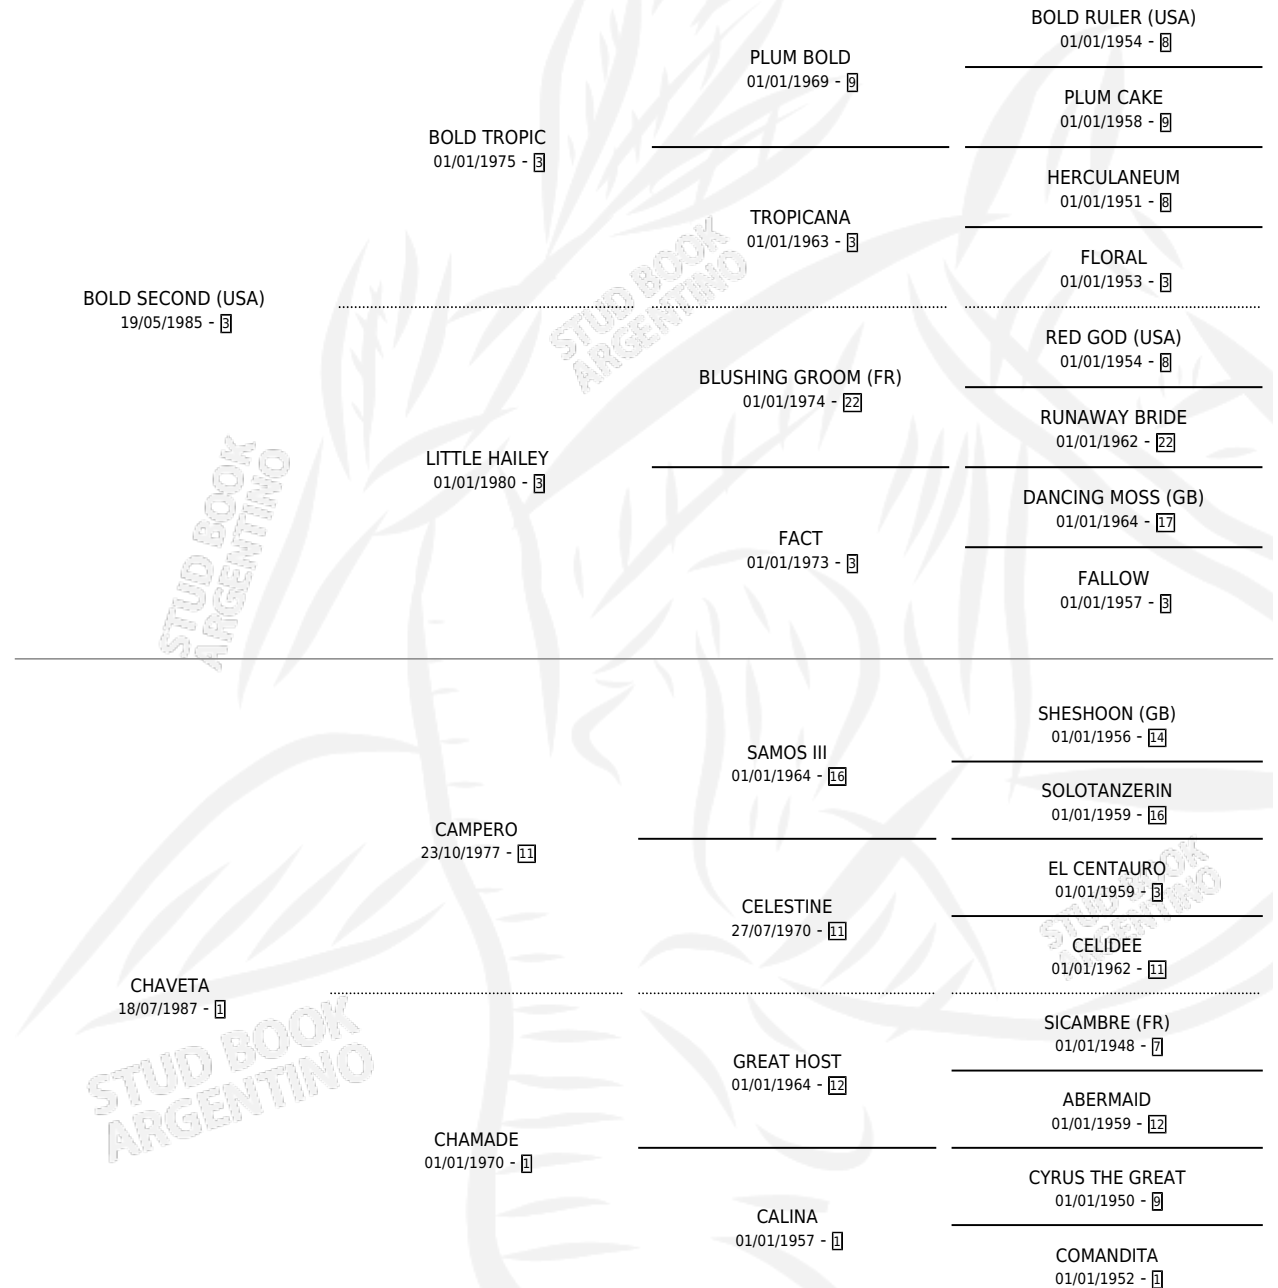 BOLD RULER (USA)
01/01/1954 - 8
PLUM BOLD
01/01/1969 - 9
PLUM CAKE
01/01/1958 - 9
BOLD TROPIC
01/01/1975 - 3
HERCULANEUM
01/01/1951 - 8
TROPICANA
01/01/1963 - 3
FLORAL
01/01/1953 - 3
BOLD SECOND (USA)
19/05/1985 - 3
RED GOD (USA)
01/01/1954 - 8
BLUSHING GROOM (FR)
01/01/1974 - 22
RUNAWAY BRIDE
01/01/1962 - 22
LITTLE HAILEY
01/01/1980 - 3
DANCING MOSS (GB)
01/01/1964 - 17
FACT
01/01/1973 - 3
FALLOW
01/01/1957 - 3
STUD BOOK
ARGENTINO
STUD BOOK
ARGENTINO
SHESHOON (GB)
01/01/1956 - 14
SAMOS III
01/01/1964 - 16
SOLOTANZERIN
01/01/1959 - 16
CAMPERO
23/10/1977 - 11
EL CENTAURO
01/01/1959 - 3
CELESTINE
27/07/1970 - 11
CELIDEE
01/01/1962 - 11
STUD BOOK
ARGENTINO
CHAVETA
18/07/1987 - 1
SICAMBRE (FR)
01/01/1948 - 7
GREAT HOST
01/01/1964 - 12
ABERMAID
01/01/1959 - 12
STUD BOOK
ARGENTINO
CHAMADE
01/01/1970 - 1
CYRUS THE GREAT
01/01/1950 - 9
CALINA
01/01/1957 - 1
COMANDITA
01/01/1952 - 1